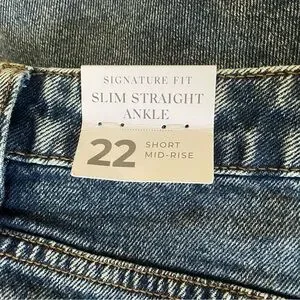 SIGNATURE FIT
SLIM STRAIGHT
ANKLE
22 SHORT
MID-RISE